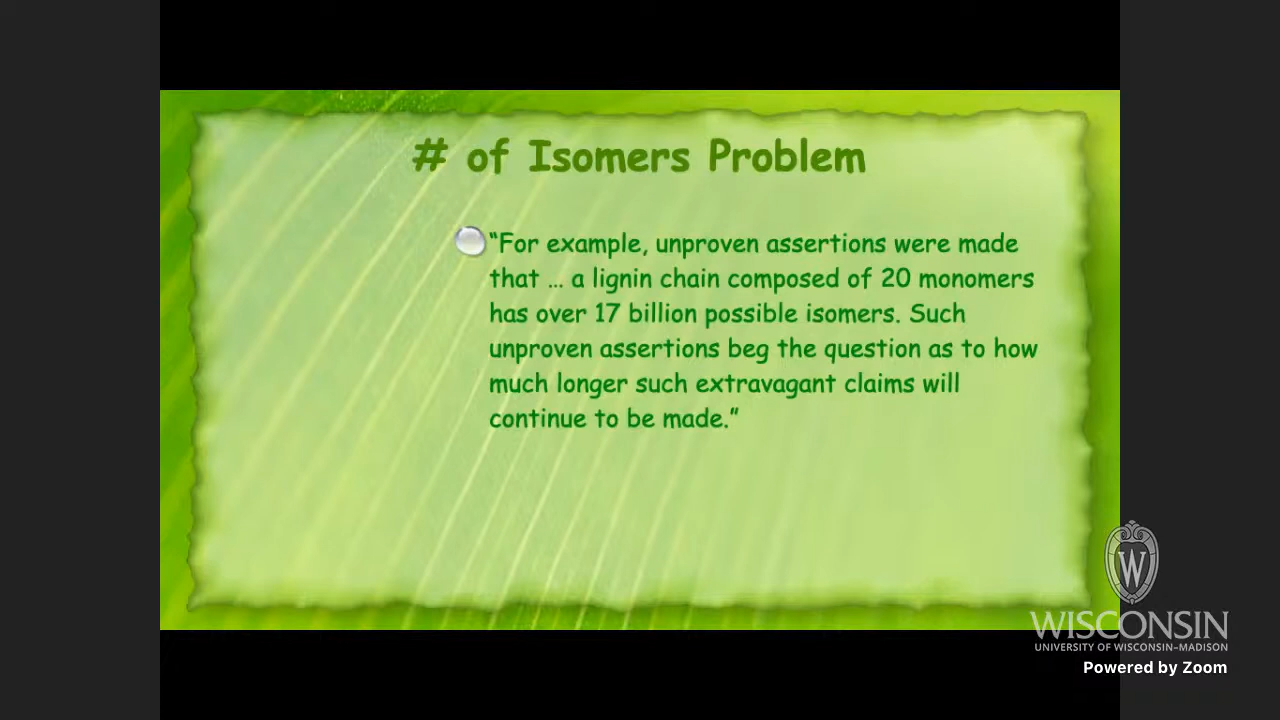 # of Isomers Problem
“For example, unproven assertions were made
that … a lignin chain composed of 20 monomers
has over 17 billion possible isomers. Such
unproven assertions beg the question as to how
much longer such extravagant claims will
continue to be made.”
W
WISCONSIN
UNIVERSITY OF WISCONSIN–MADISON
Powered by Zoom